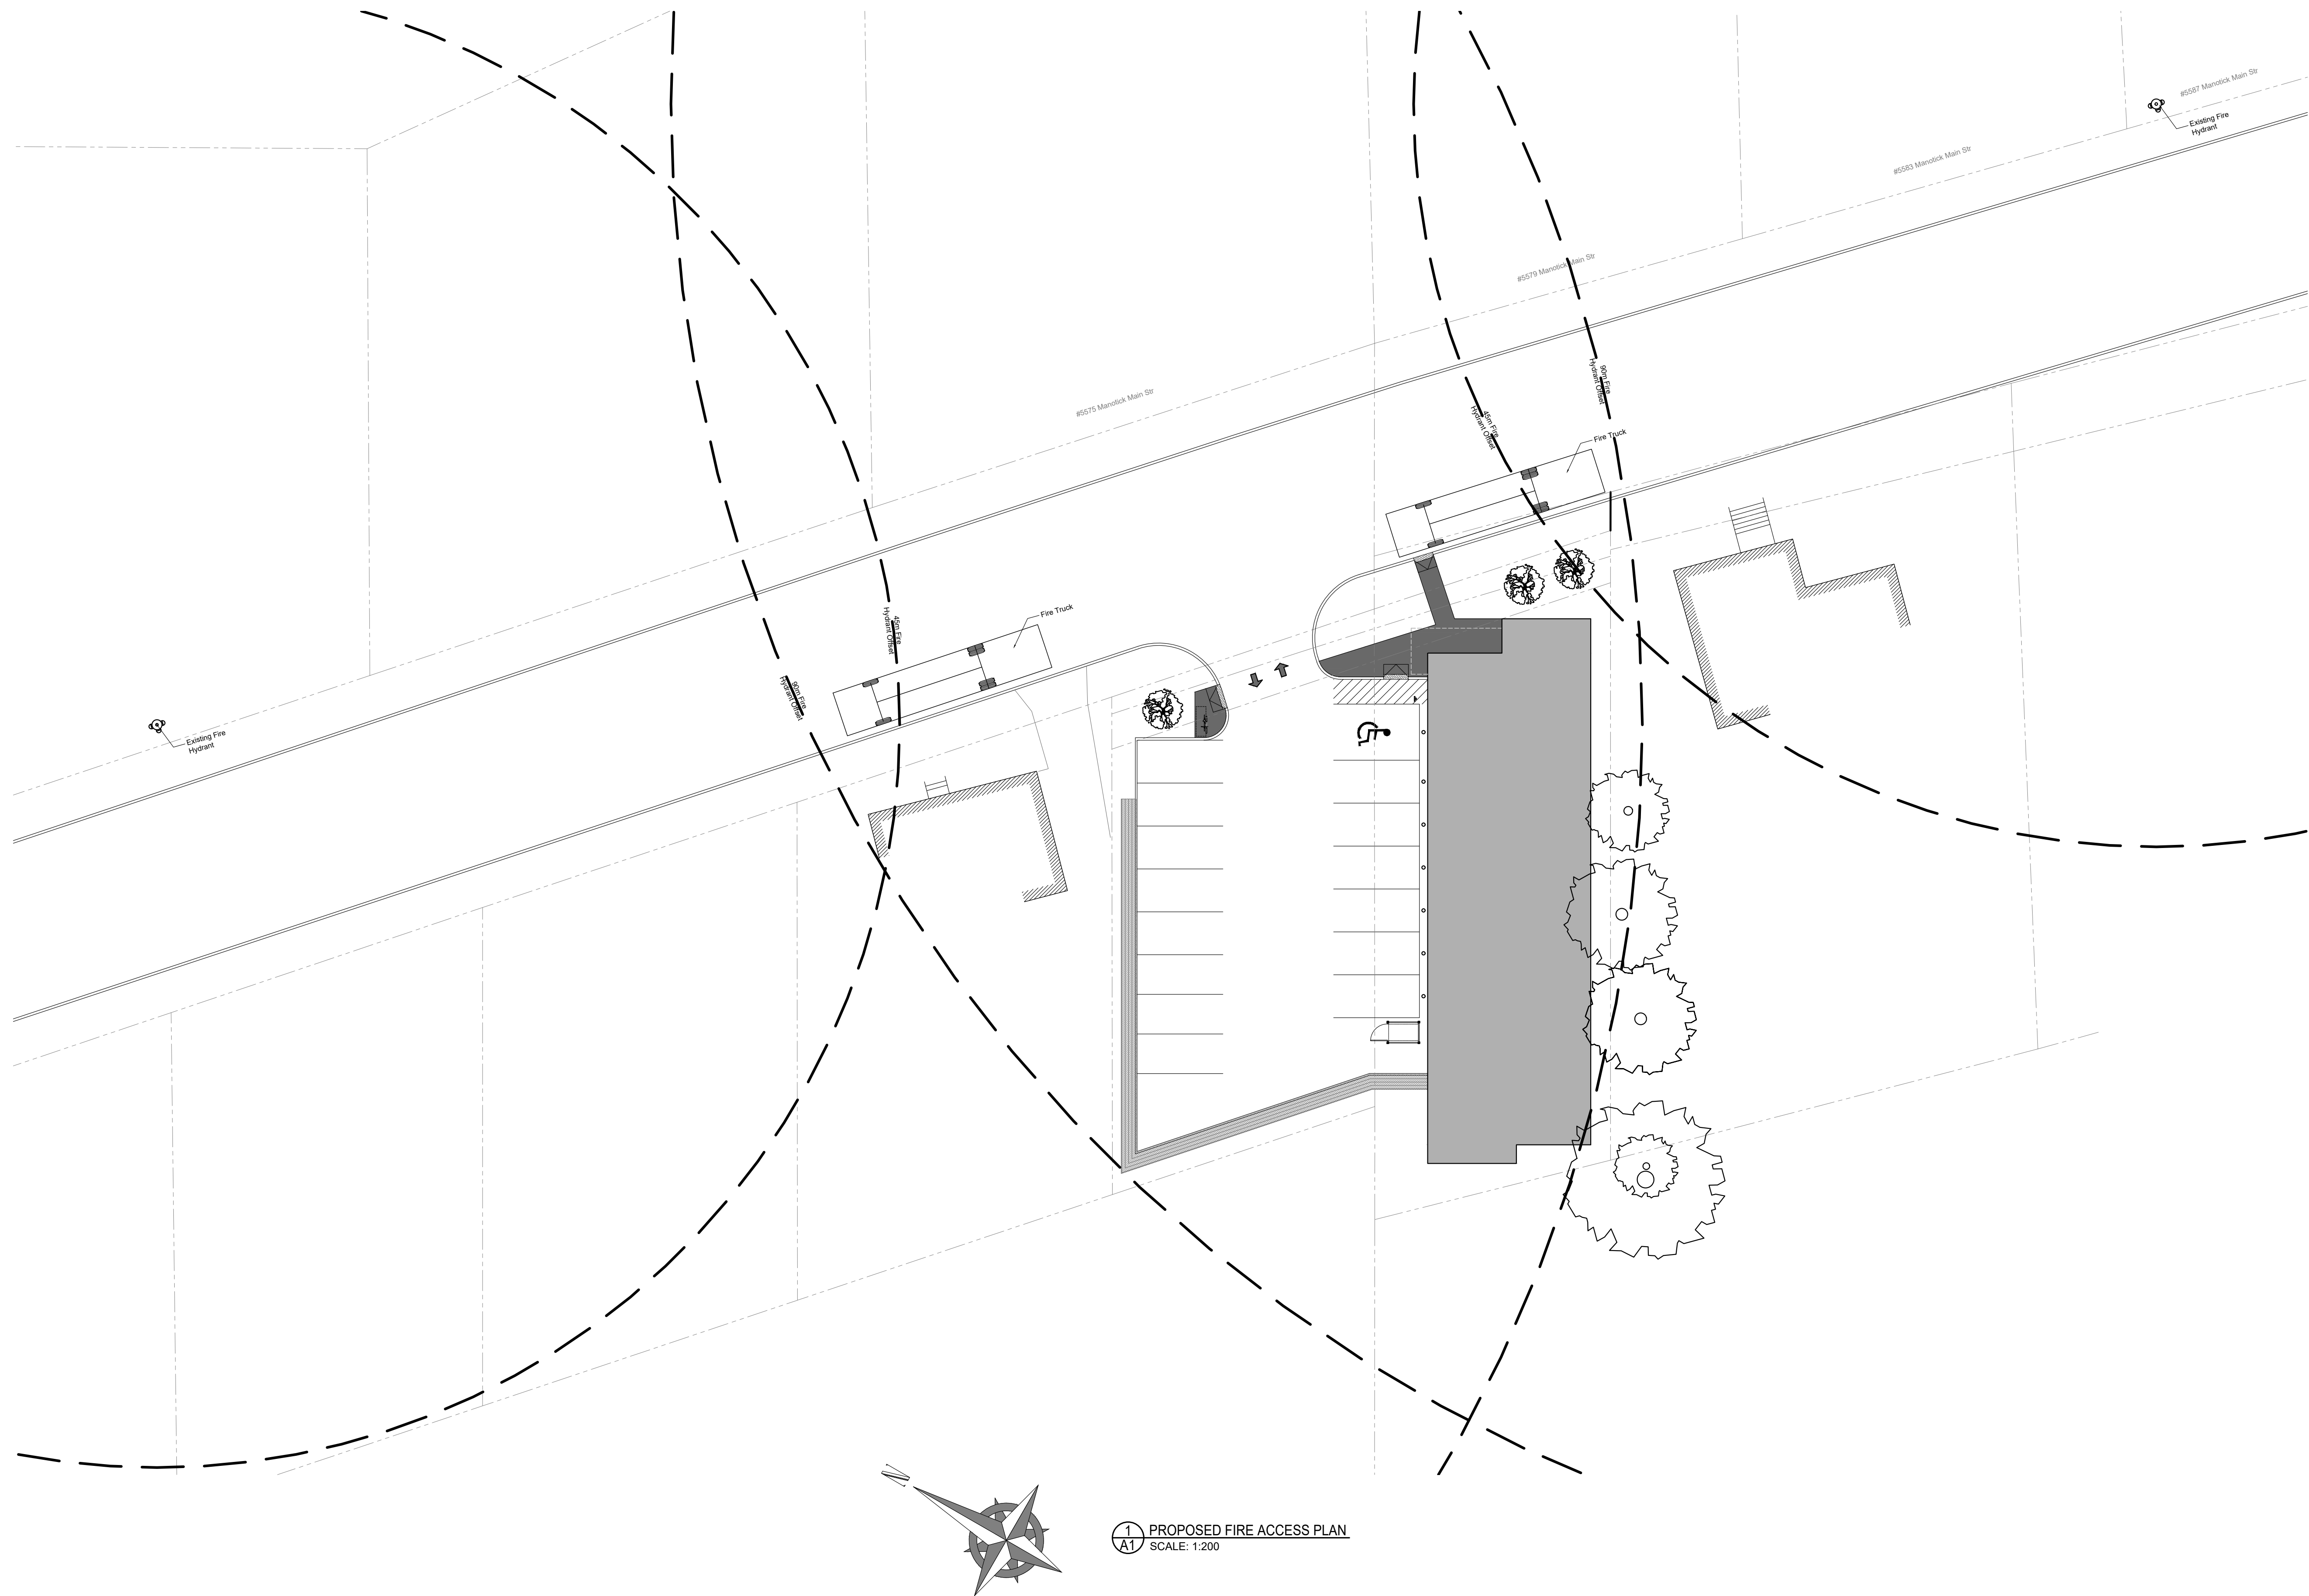 #5587 Manotick Main Str
Existing Fire
Hydrant
#5583 Manotick Main Str
#5579 Manotick Main Str
90m Fire
Hydrant Offset
#5575 Manotick Main Str
45m Fire
Hydrant Offset
Fire Truck
Fire Truck
45m Fire
Hydrant Offset
90m Fire
Hydrant Offset
Existing Fire
Hydrant
N
1
A1
PROPOSED FIRE ACCESS PLAN
SCALE: 1:200